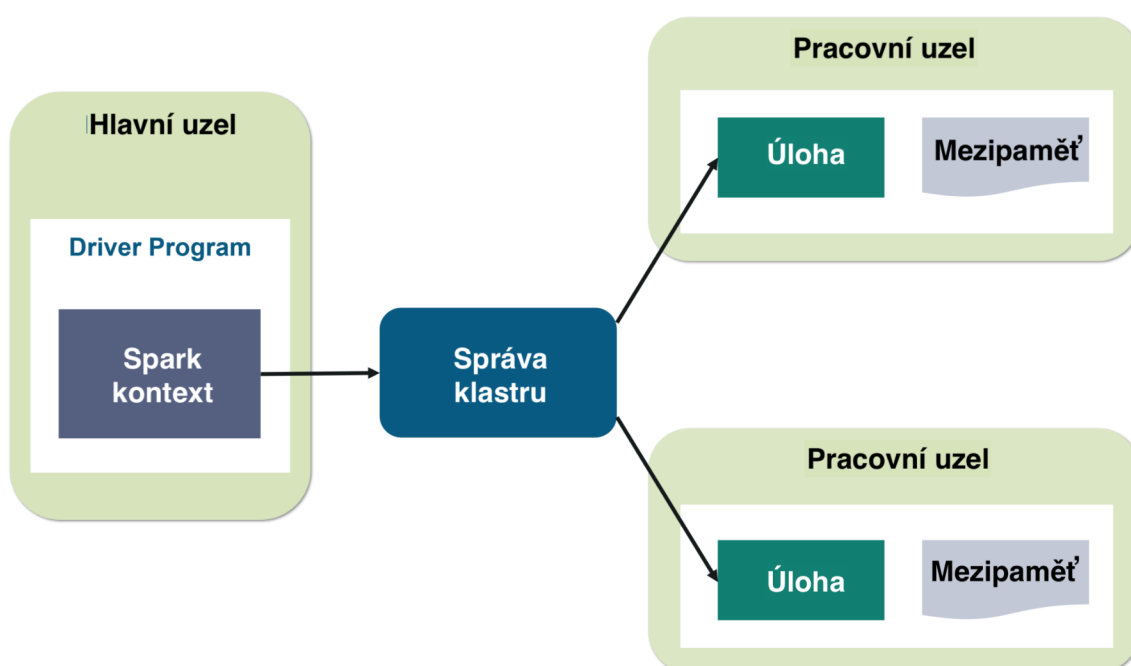 Hlavní uzel
Driver Program
Spark
kontext
Správa
klastru
Pracovní uzel
Úloha
Mezipaměť
Pracovní uzel
Úloha
Mezipaměť